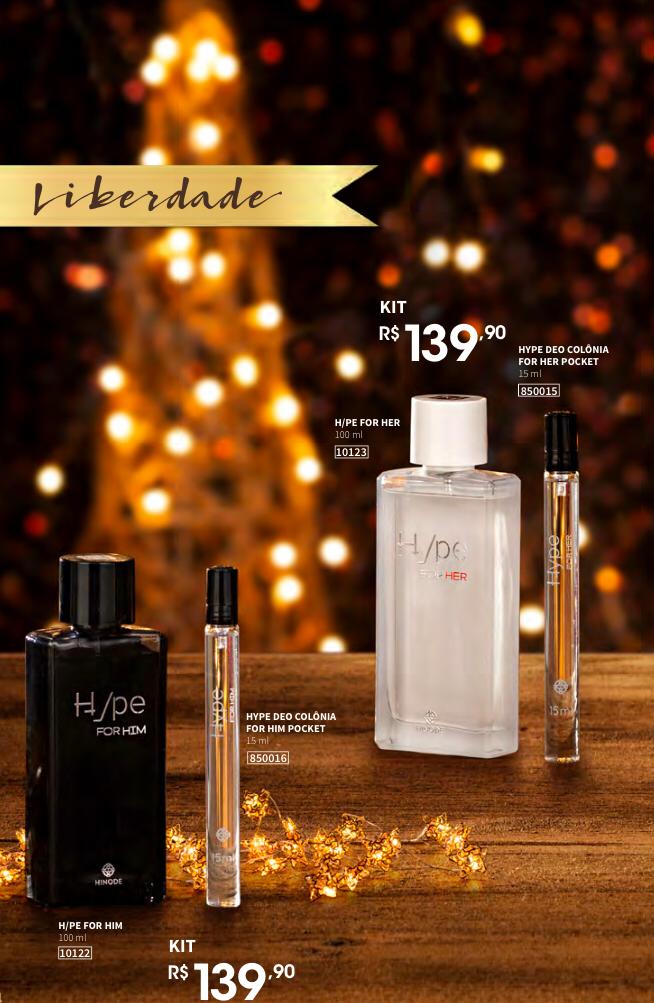 Liberdade
KIT
R$ 139,90
HYPE DEO COLÔNIA
FOR HER POCKET
15 ml
850015
H/PE FOR HER
100 ml
10123
H/pe
FOR HER
HINODE
Hype
FOR HER
15ml
H/pe
FOR HIM
HINODE
Hype
FOR HIM
15ml
HYPE DEO COLÔNIA
FOR HIM POCKET
15 ml
850016
H/PE FOR HIM
100 ml
10122
KIT
R$ 139,90